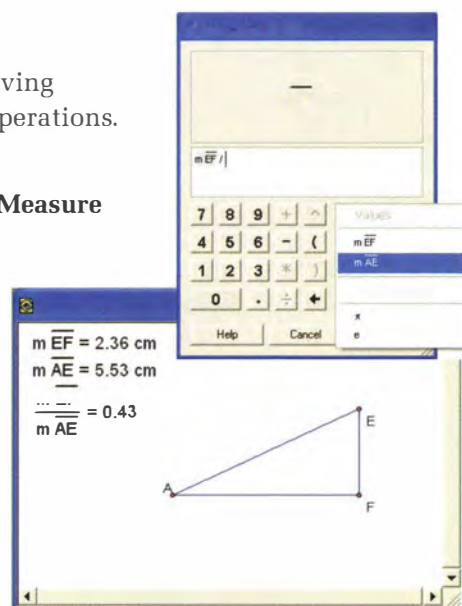 ving
perations.
Measure
m EF /
7 8 9 + ^
4 5 6 - (
1 2 3 * )
0 . ÷
Help Cancel
Values
m EF
m AE
x
e
m EF = 2.36 cm
m AE = 5.53 cm
m AE = 0.43
A
E
F